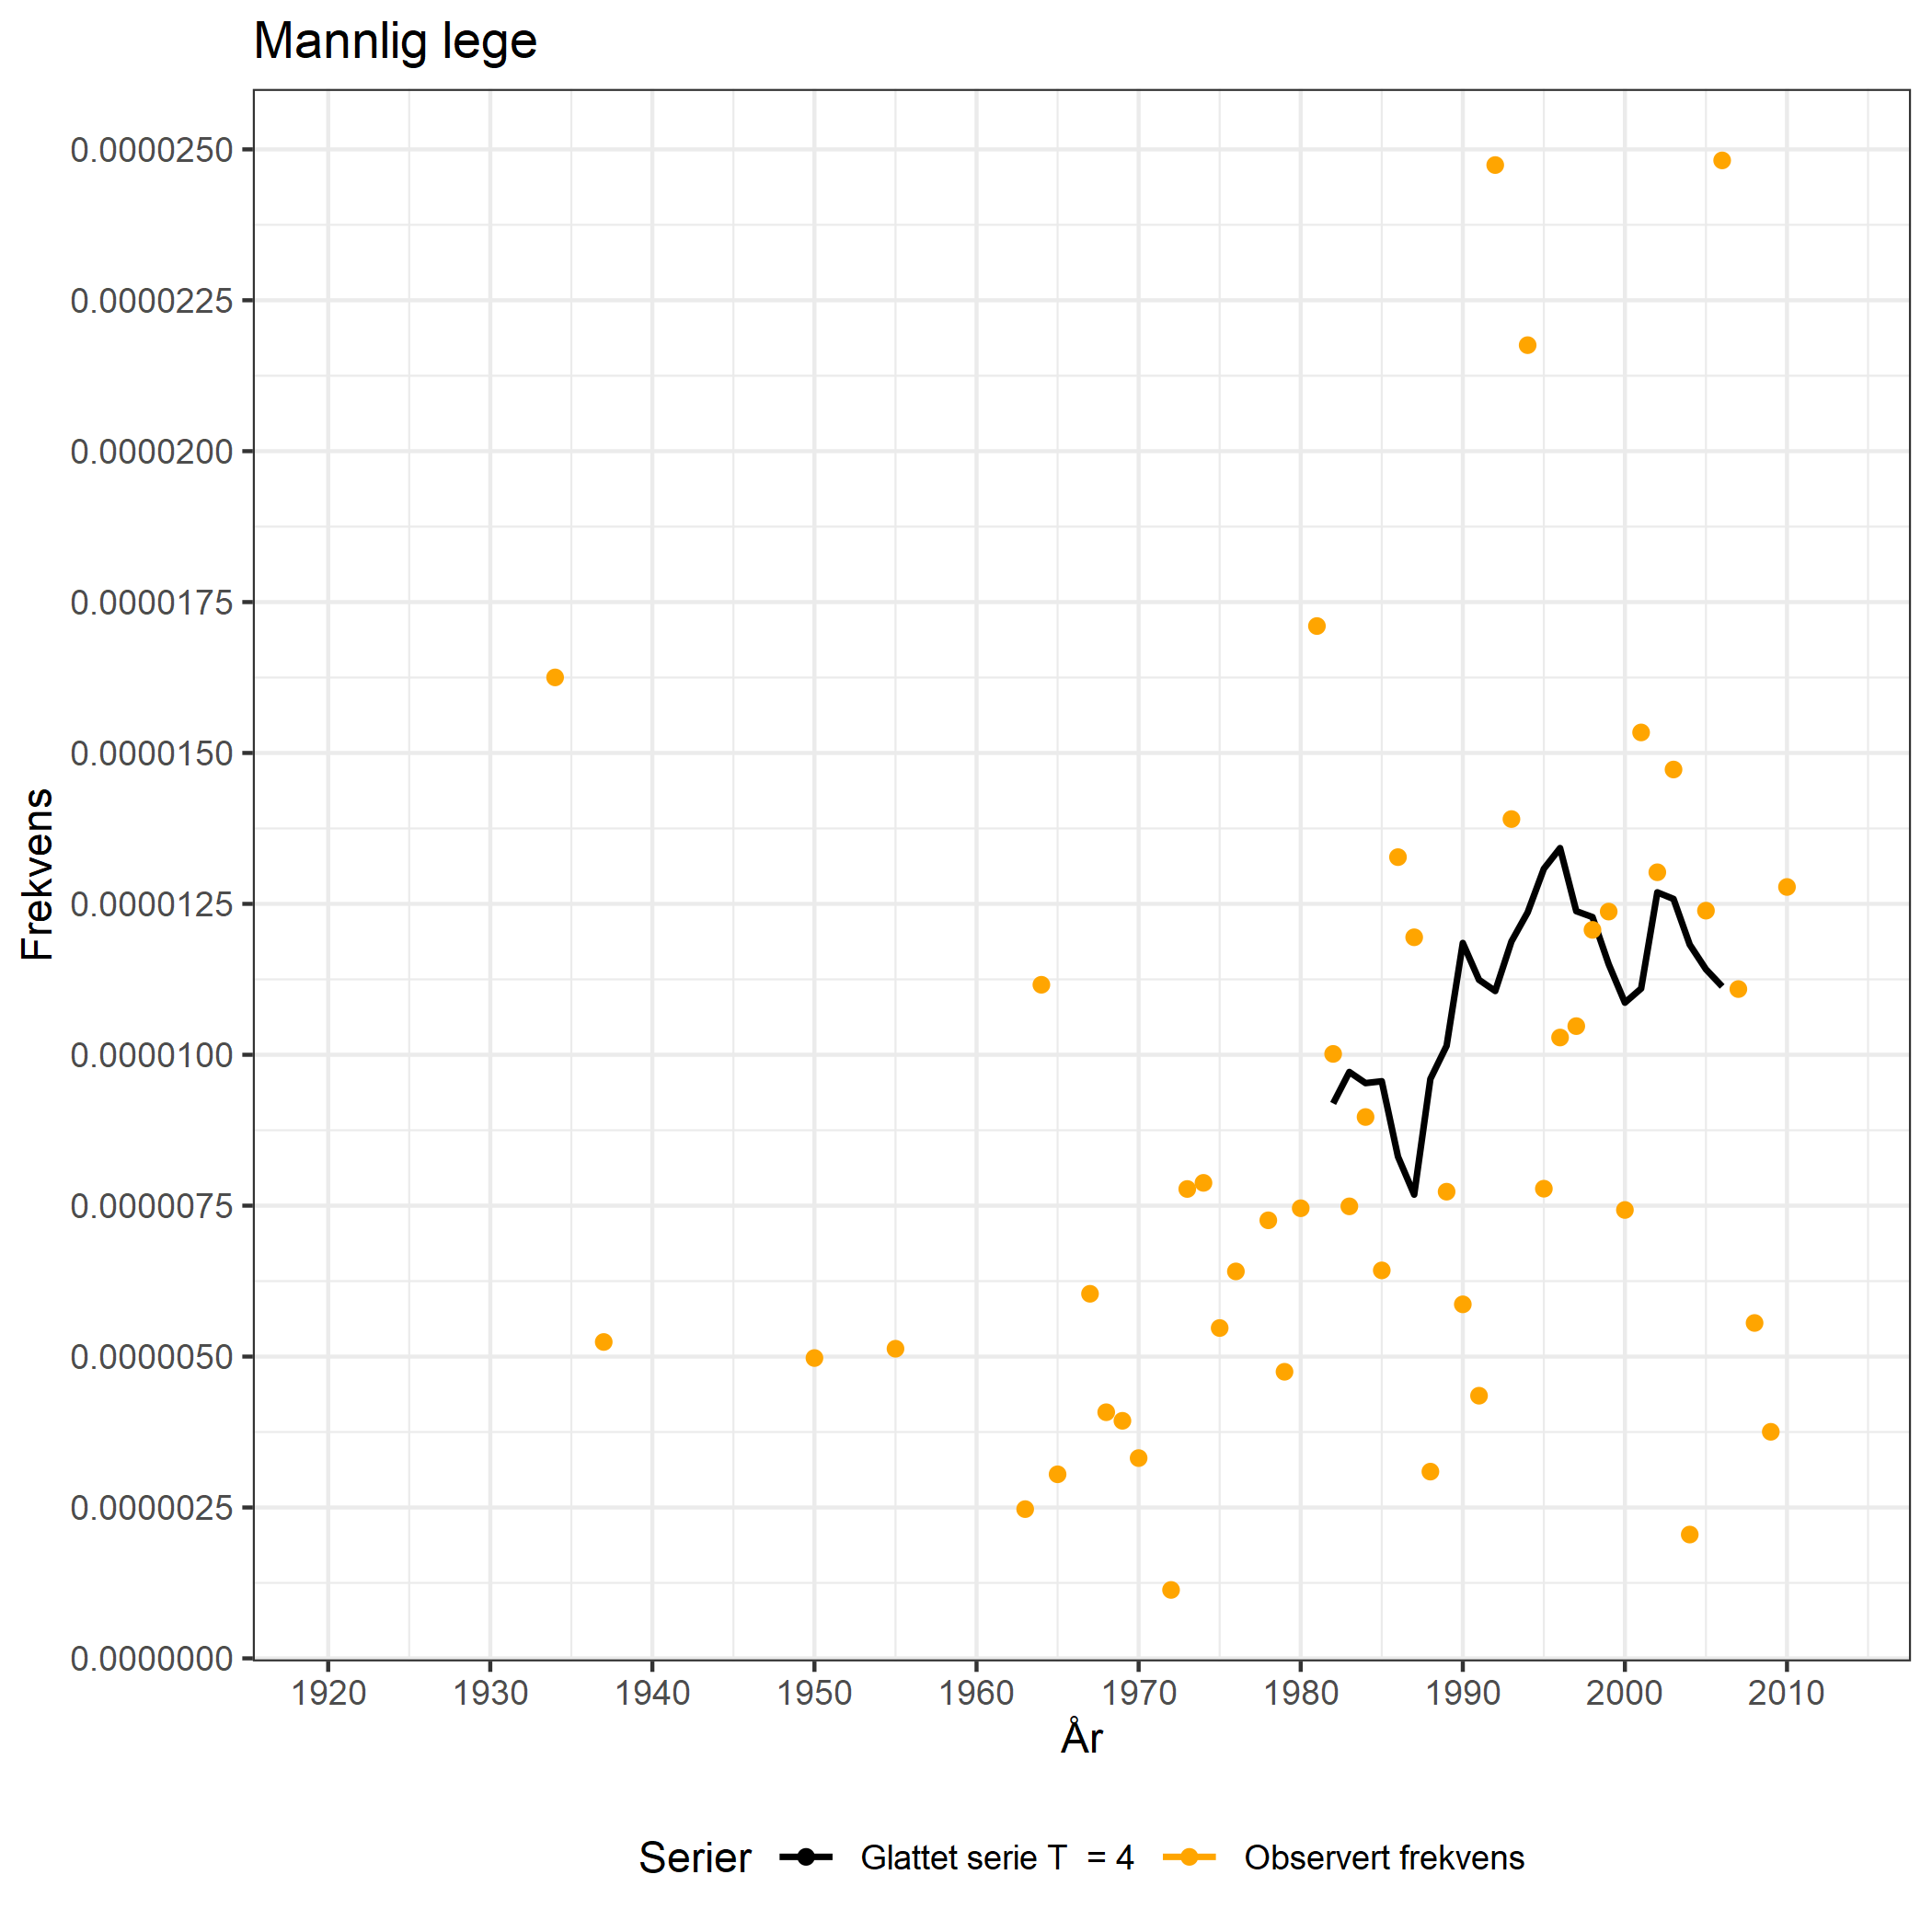 Mannlig lege
Frekvens
0.0000250
0.0000225
0.0000200
0.0000175
0.0000150
0.0000125
0.0000100
0.0000075
0.0000050
0.0000025
0.0000000
1920 1930 1940 1950 1960 1970 1980 1990 2000 2010
År
Serier Glattet serie T = 4 Observert frekvens